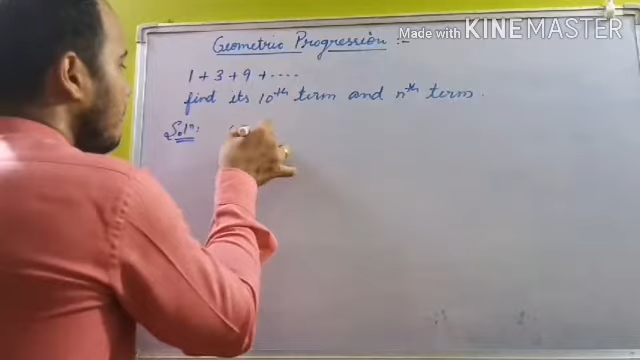 Made with KINEMASTER
Geometric Progression :-
1 + 3 + 9 + ....
find its 10th term and nth term.
Soln: